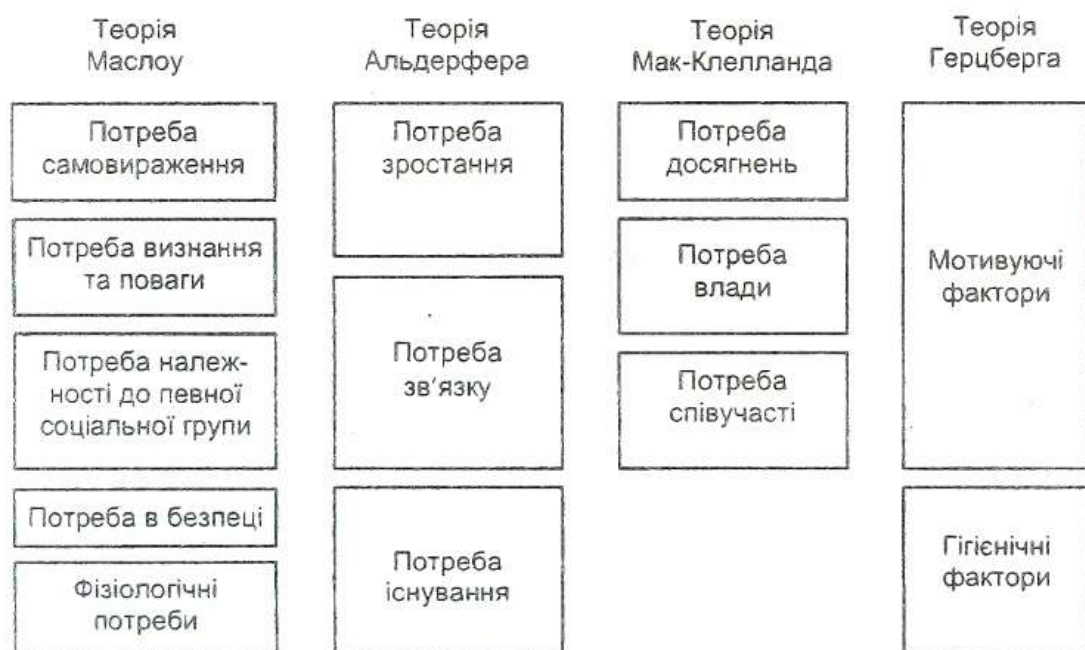 Теорія
Маслоу
Потреба
самовираження
Потреба визнання
та поваги
Потреба належ-
ності до певної
соціальної групи
Потреба в безпеці
Фізіологічні
потреби
Теорія
Альдерфера
Потреба
зростання
Потреба
зв'язку
Потреба
існування
Теорія
Мак-Клелланда
Потреба
досягнень
Потреба
влади
Потреба
співучасті
Теорія
Герцберга
Мотивуючі
фактори
Гігієнічні
фактори